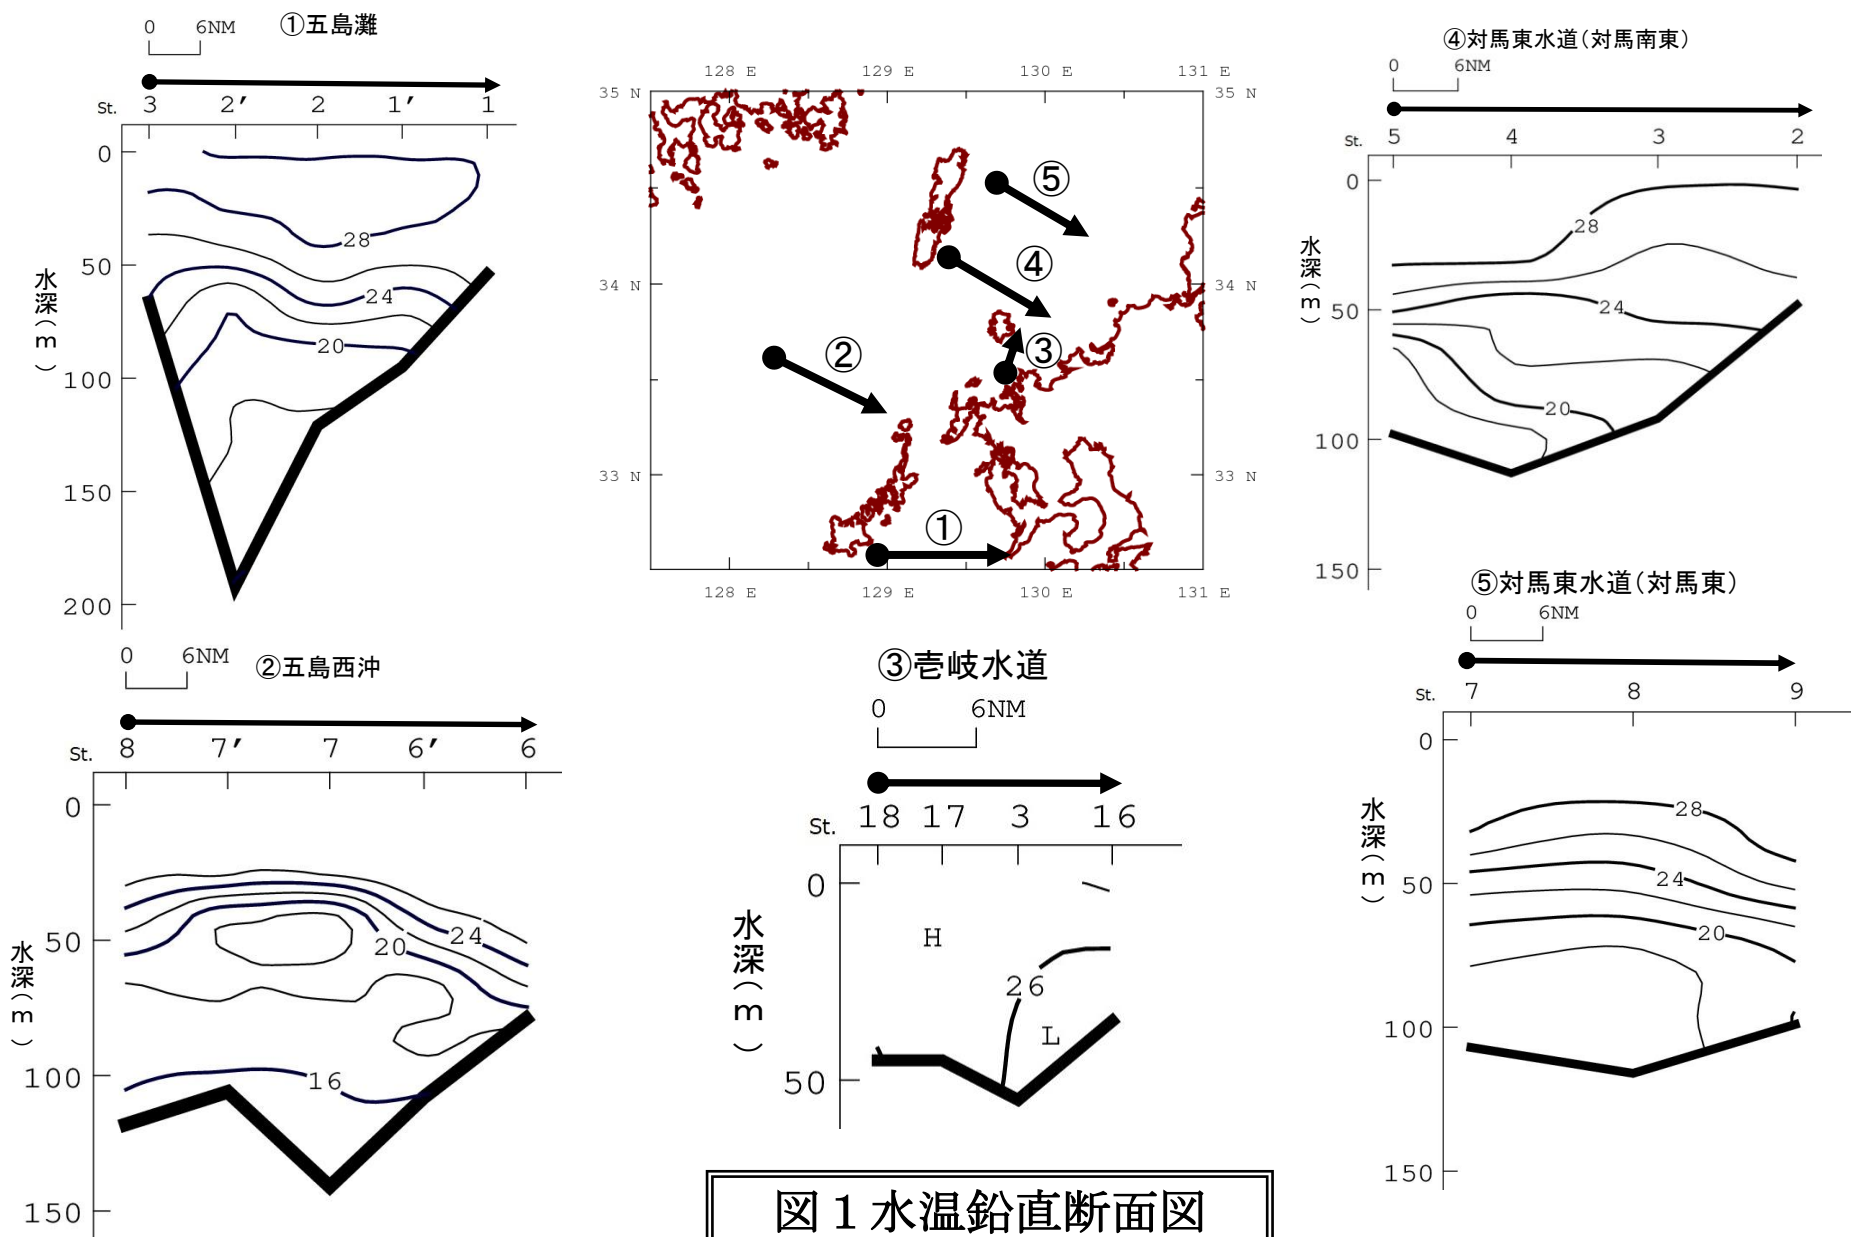 ①五島灘
0 6NM
St. 3 2′ 2 1′ 1
0
50
100
150
200
水深(m)
28
24
20
128 E 129 E 130 E 131 E
35 N 35 N
34 N 34 N
33 N 33 N
128 E 129 E 130 E 131 E
⑤
④
③
②
①
④対馬東水道(対馬南東)
0 6NM
St. 5 4 3 2
0
50
100
150
水深(m)
28
24
20
②五島西沖
0 6NM
St. 8 7′ 7 6′ 6
0
50
100
150
水深(m)
24
20
16
③壱岐水道
0 6NM
St. 18 17 3 16
0
50
水深(m)
H
26
L
⑤対馬東水道(対馬東)
0 6NM
St. 7 8 9
0
50
100
150
水深(m)
28
24
20
図1水温鉛直断面図